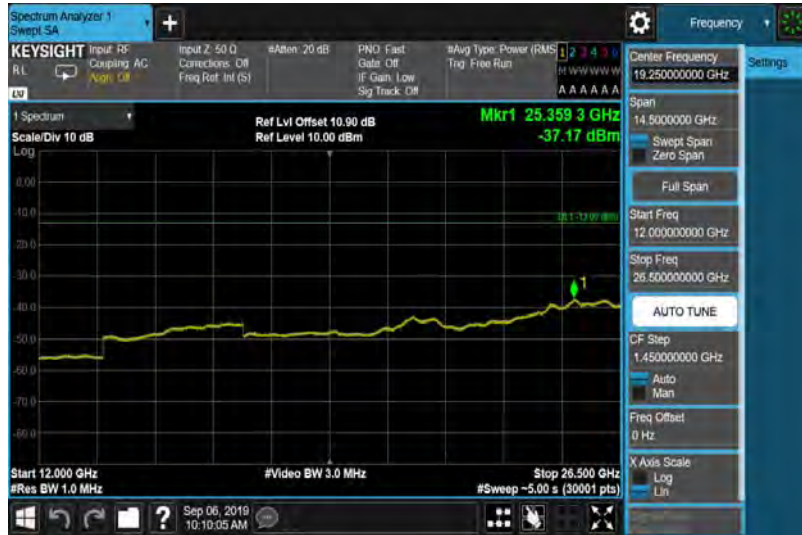 Spectrum Analyzer 1
Swept SA
Frequency
KEYSIGHT
RL
LXI
Input: RF
Coupling: AC
Align: Off
Input Z: 50 Ω
Corrections: Off
Freq Ref: Int (S)
#Atten: 20 dB
PNO: Fast
Gate: Off
IF Gain: Low
Sig Track: Off
#Avg Type: Power (RMS
Trig: Free Run
1 2 3 4 5
M W W W W W
A A A A A A
1 Spectrum
Scale/Div 10 dB
Log
Ref Lvl Offset 10.90 dB
Ref Level 10.00 dBm
Mkr1 25.359 3 GHz
-37.17 dBm
0.00
-10.0
-20.0
-30.0
-40.0
-50.0
-60.0
-70.0
-80.0
DL1 -13.00 dBm
1
Start 12.000 GHz
#Res BW 1.0 MHz
#Video BW 3.0 MHz
Stop 26.500 GHz
#Sweep ~5.00 s (30001 pts)
?
Sep 06, 2019
10:10:05 AM
Center Frequency
19.250000000 GHz
Settings
Span
14.5000000 GHz
Swept Span
Zero Span
Full Span
Start Freq
12.000000000 GHz
Stop Freq
26.500000000 GHz
AUTO TUNE
CF Step
1.450000000 GHz
Auto
Man
Freq Offset
0 Hz
X Axis Scale
Log
Lin